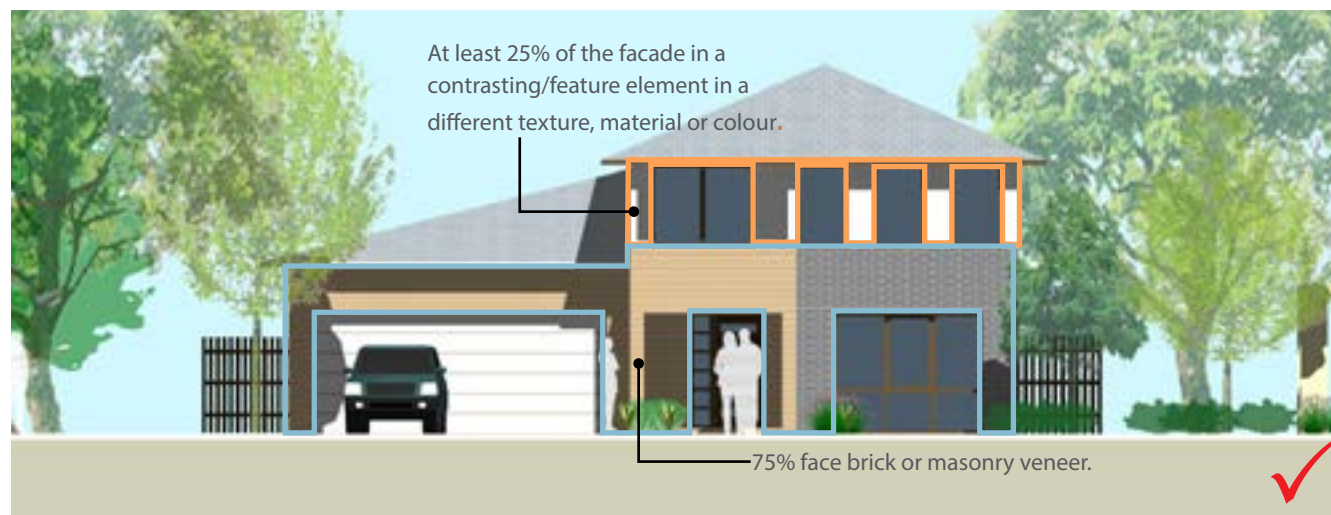 At least 25% of the facade in a
contrasting/feature element in a
different texture, material or colour.
75% face brick or masonry veneer.